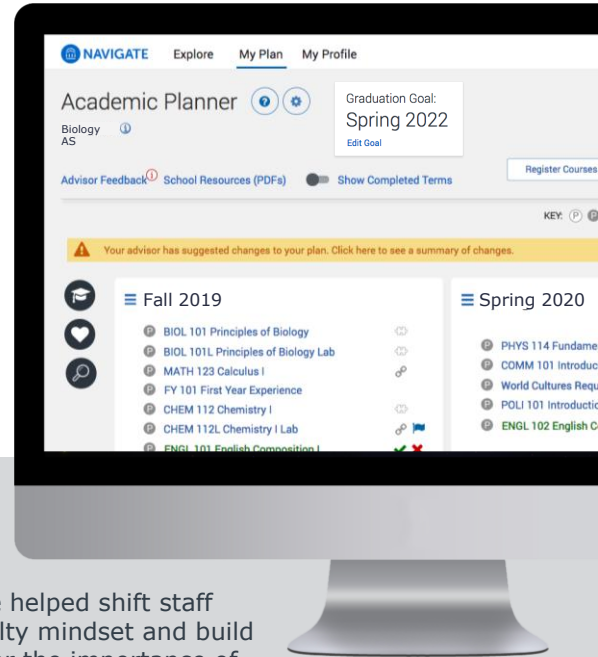 NAVIGATE Explore My Plan My Profile
Academic Planner
Biology
AS
Graduation Goal:
Spring 2022
Edit Goal
Advisor Feedback School Resources (PDFs) Show Completed Terms
Register Courses
KEY: P P
Your advisor has suggested changes to your plan. Click here to see a summary of changes.
Fall 2019
P BIOL 101 Principles of Biology
P BIOL 101L Principles of Biology Lab
P MATH 123 Calculus I
P FY 101 First Year Experience
P CHEM 112 Chemistry I
P CHEM 112L Chemistry I Lab
P ENGL 101 English Composition I
Spring 2020
P PHYS 114 Fundame
P COMM 101 Introduc
P World Cultures Requ
P POLI 101 Introductio
P ENGL 102 English C
helped shift staff
lty mindset and build
r the importance of